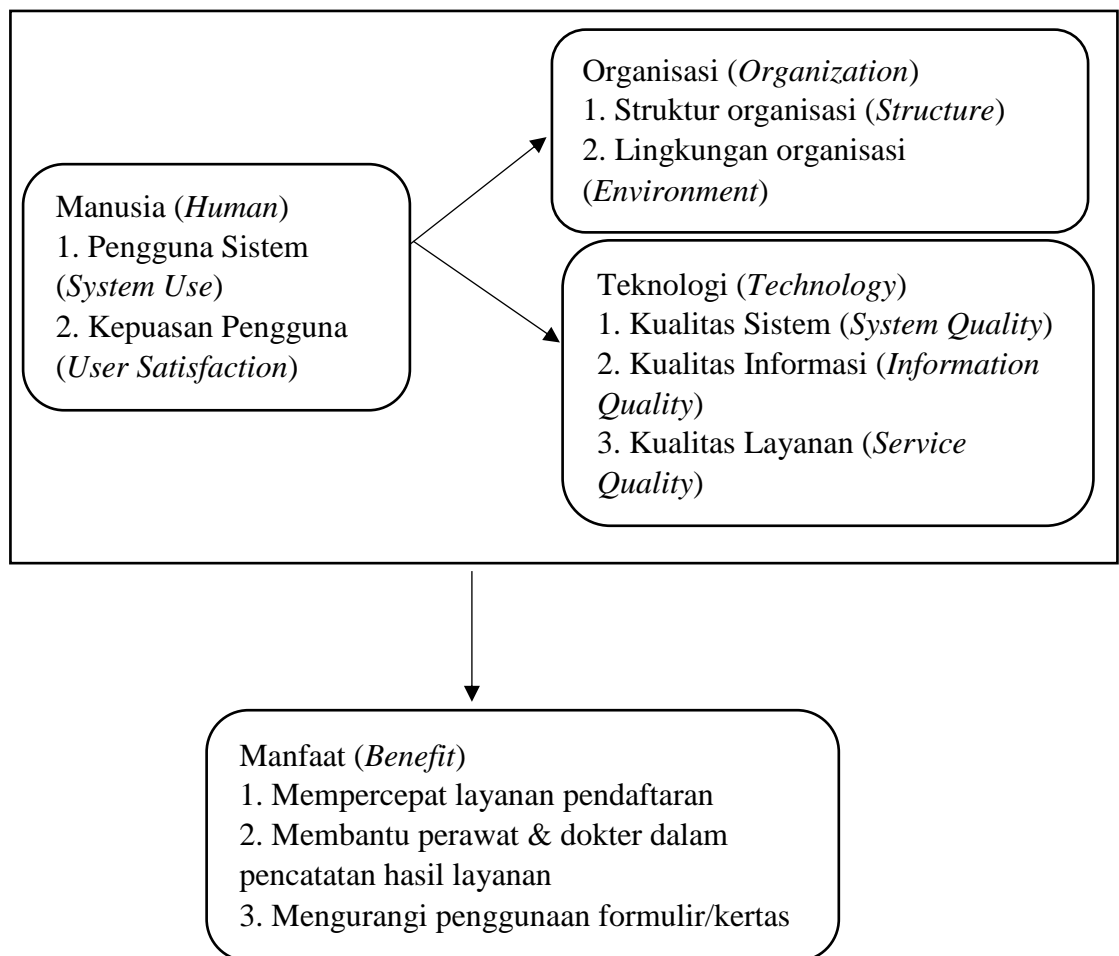 Organisasi (Organization)
1. Struktur organisasi (Structure)
2. Lingkungan organisasi
(Environment)
Manusia (Human)
1. Pengguna Sistem
(System Use)
2. Kepuasan Pengguna
(User Satisfaction)
Teknologi (Technology)
1. Kualitas Sistem (System Quality)
2. Kualitas Informasi (Information
Quality)
3. Kualitas Layanan (Service
Quality)
Manfaat (Benefit)
1. Mempercepat layanan pendaftaran
2. Membantu perawat & dokter dalam
pencatatan hasil layanan
3. Mengurangi penggunaan formulir/kertas